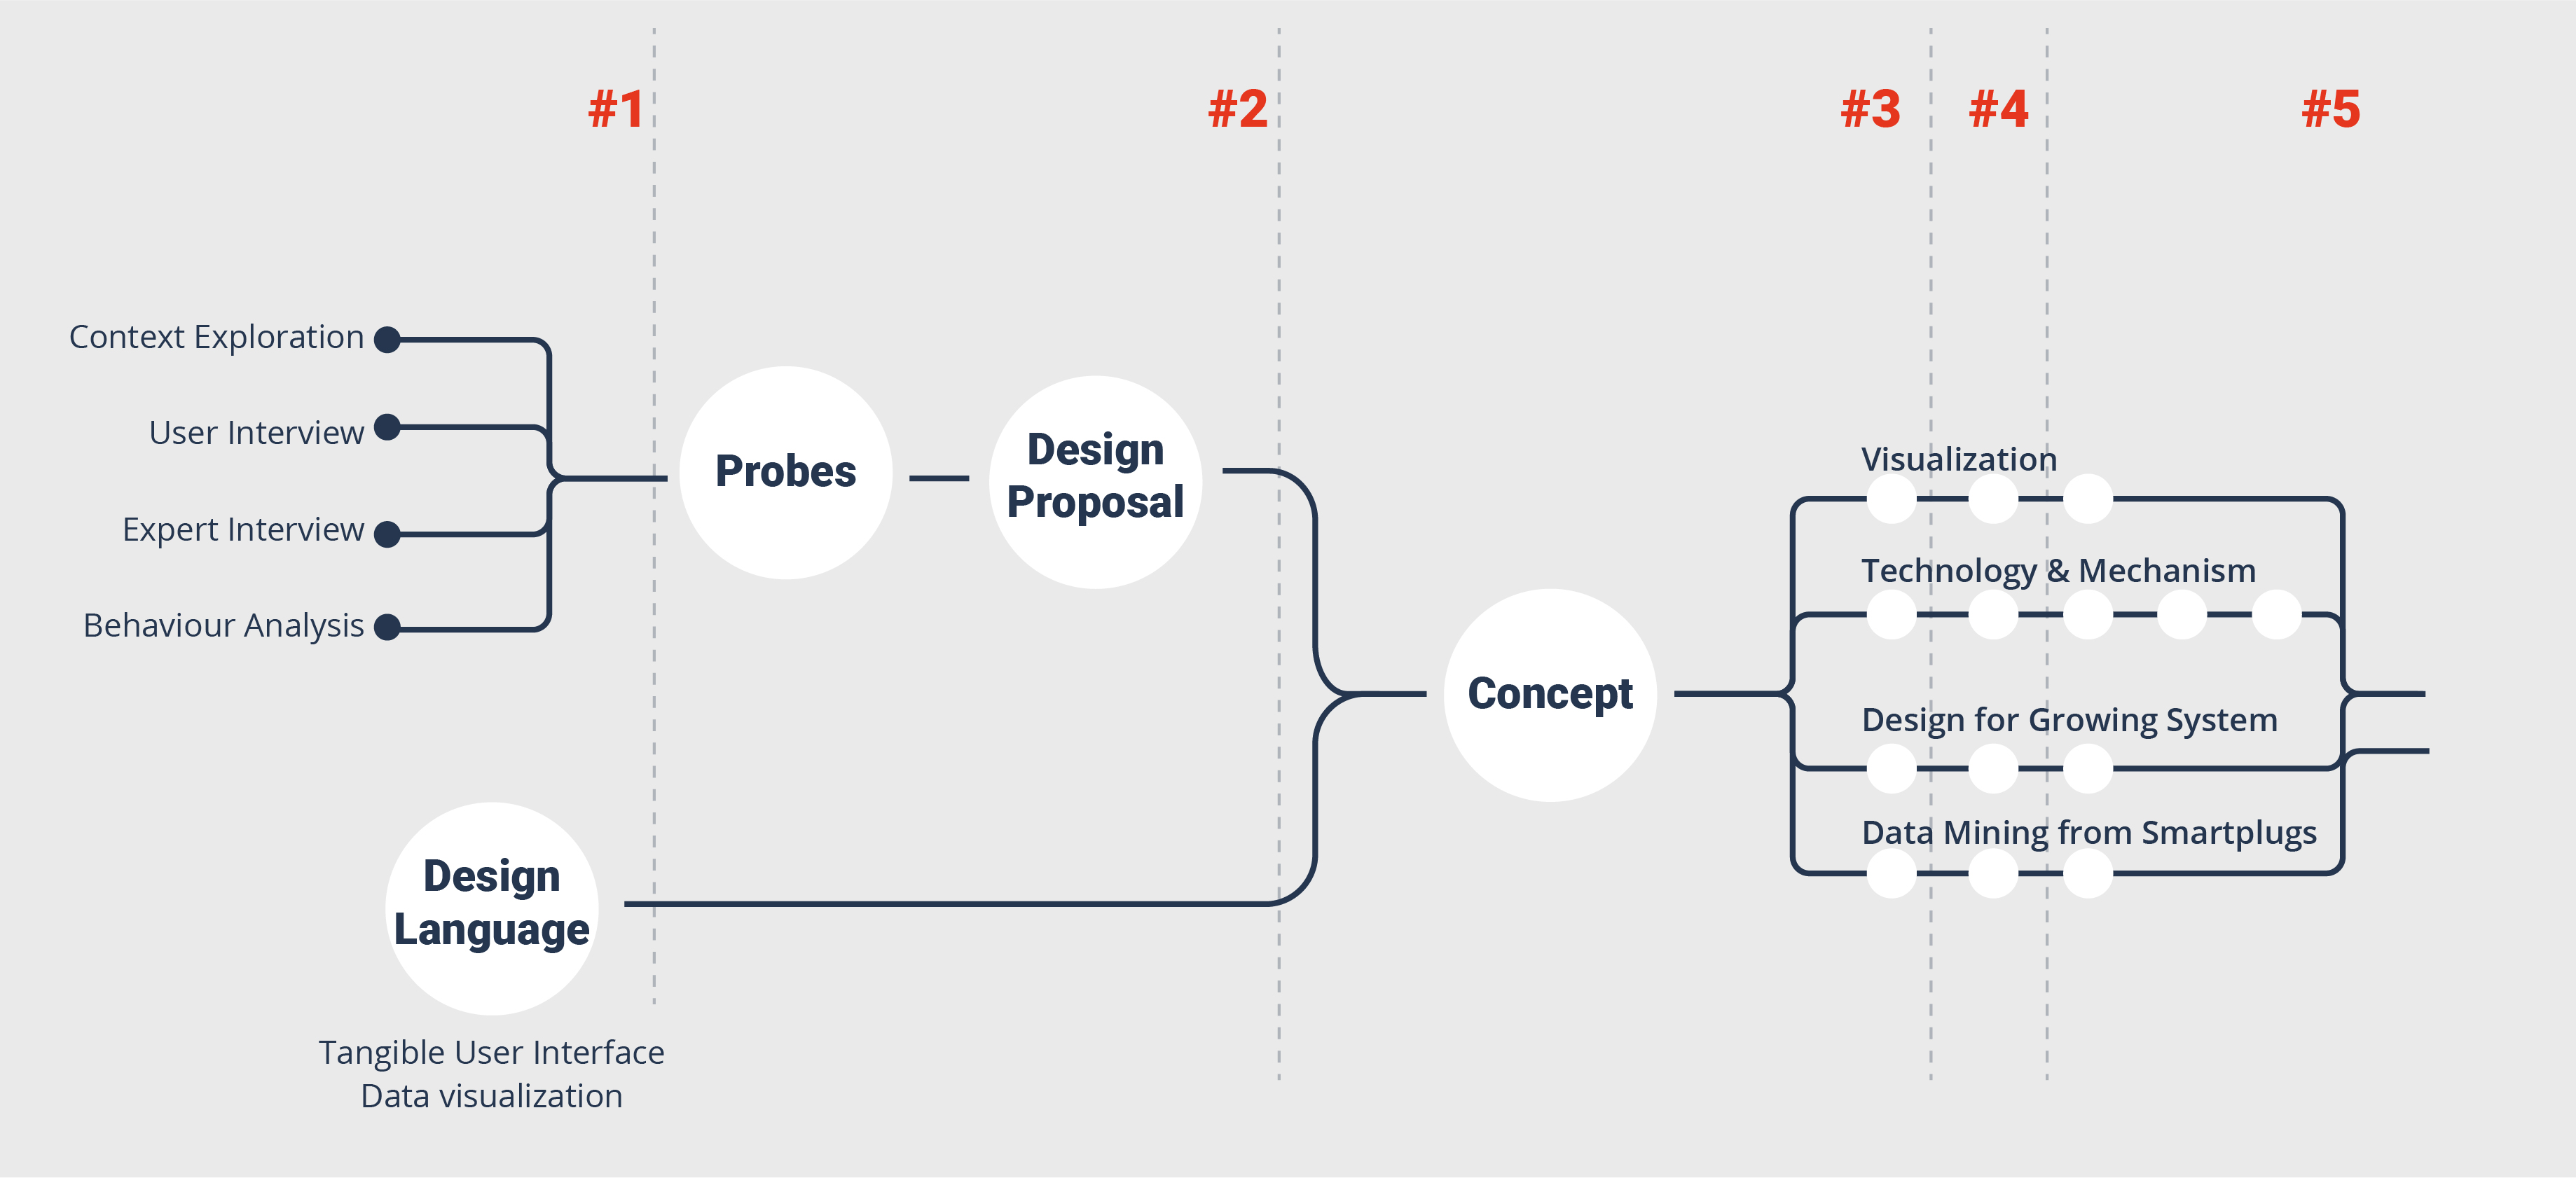 #1
#2
#3
#4
#5
Context Exploration
User Interview
Expert Interview
Behaviour Analysis
Probes
Design
Proposal
Design
Language
Tangible User Interface
Data visualization
Concept
Visualization
Technology & Mechanism
Design for Growing System
Data Mining from Smartplugs